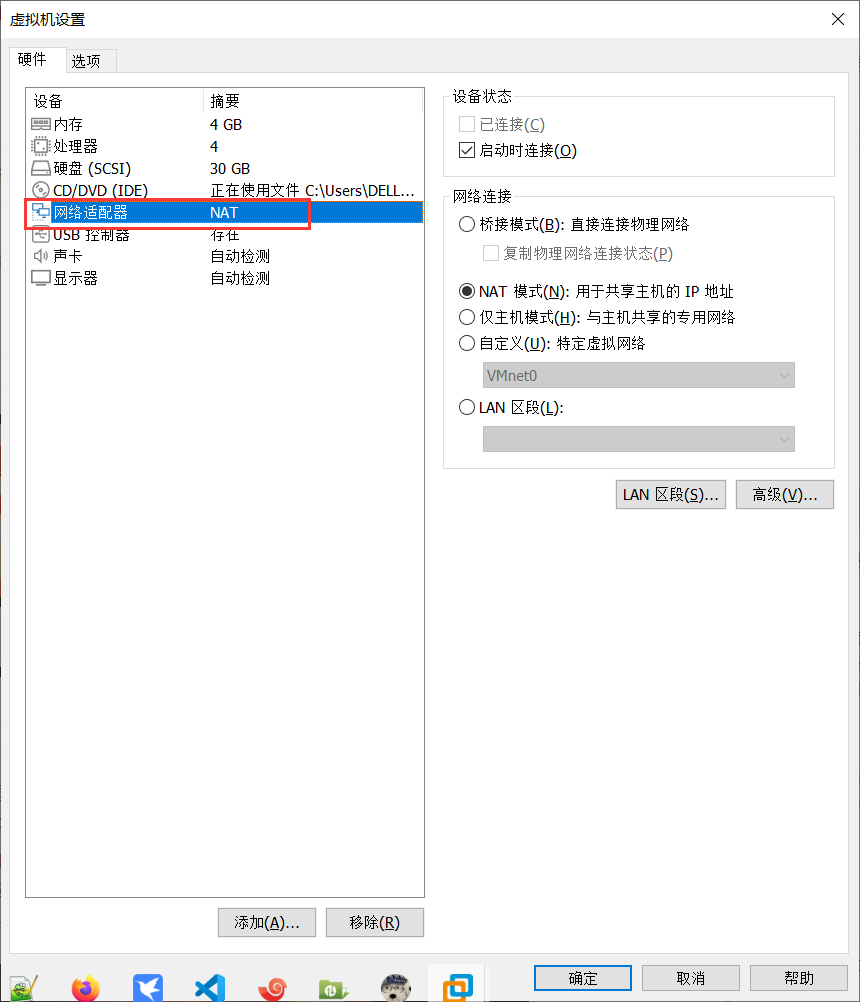 虚拟机设置
硬件 选项
设备 摘要
内存 4 GB
处理器 4
硬盘 (SCSI) 30 GB
CD/DVD (IDE) 正在使用文件 C:\Users\DELL...
网络适配器 NAT
USB 控制器 存在
声卡 自动检测
显示器 自动检测
添加(A)... 移除(R)
设备状态
已连接(C)
启动时连接(O)
网络连接
桥接模式(B): 直接连接物理网络
复制物理网络连接状态(P)
NAT 模式(N): 用于共享主机的 IP 地址
仅主机模式(H): 与主机共享的专用网络
自定义(U): 特定虚拟网络
VMnet0
LAN 区段(L):
LAN 区段(S)... 高级(V)...
确定 取消 帮助